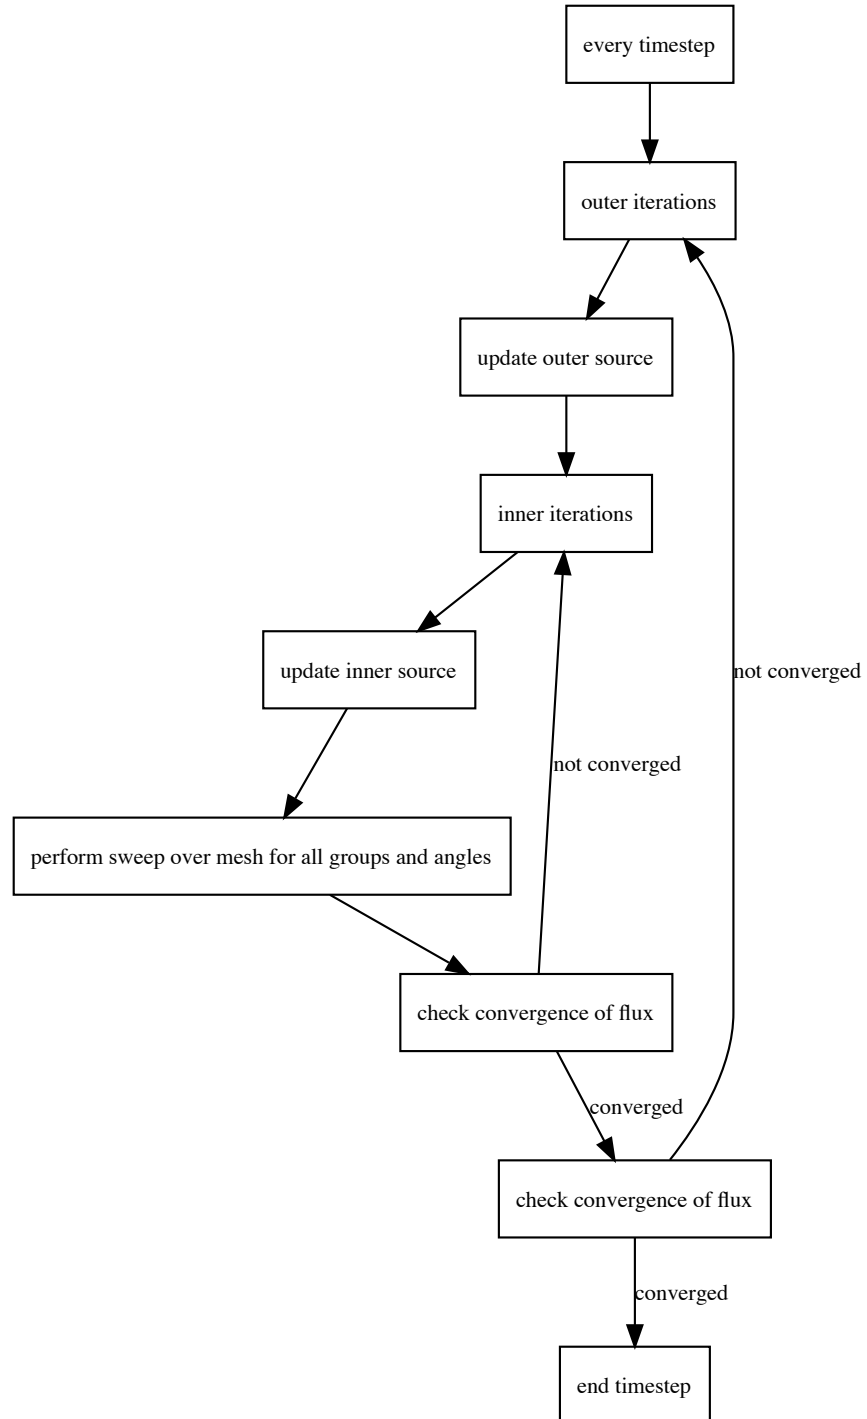 every timestep
outer iterations
update outer source
inner iterations
update inner source
not converged
not converged
perform sweep over mesh for all groups and angles
check convergence of flux
converged
check convergence of flux
converged
end timestep